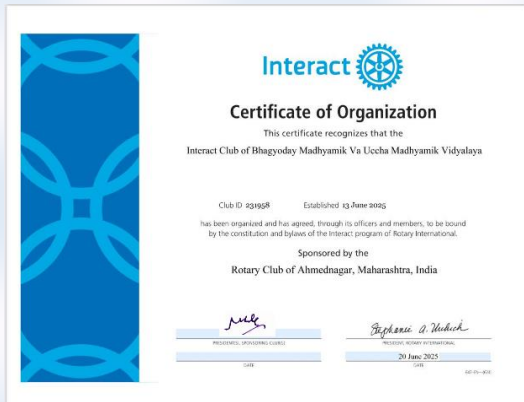 Interact
Certificate of Organization
This certificate recognizes that the
Interact Club of Bhagyoday Madhyamik Va Uccha Madhyamik Vidyalaya
Club ID 231958 Established 13 June 2025
has been organized and has agreed, through its officers and members, to be bound
by the constitution and bylaws of the Interact program of Rotary International.
Sponsored by the
Rotary Club of Ahmednagar, Maharashtra, India
PRESIDENT(S), SPONSORING CLUB(S)
PRESIDENT, ROTARY INTERNATIONAL
20 June 2025
DATE
DATE